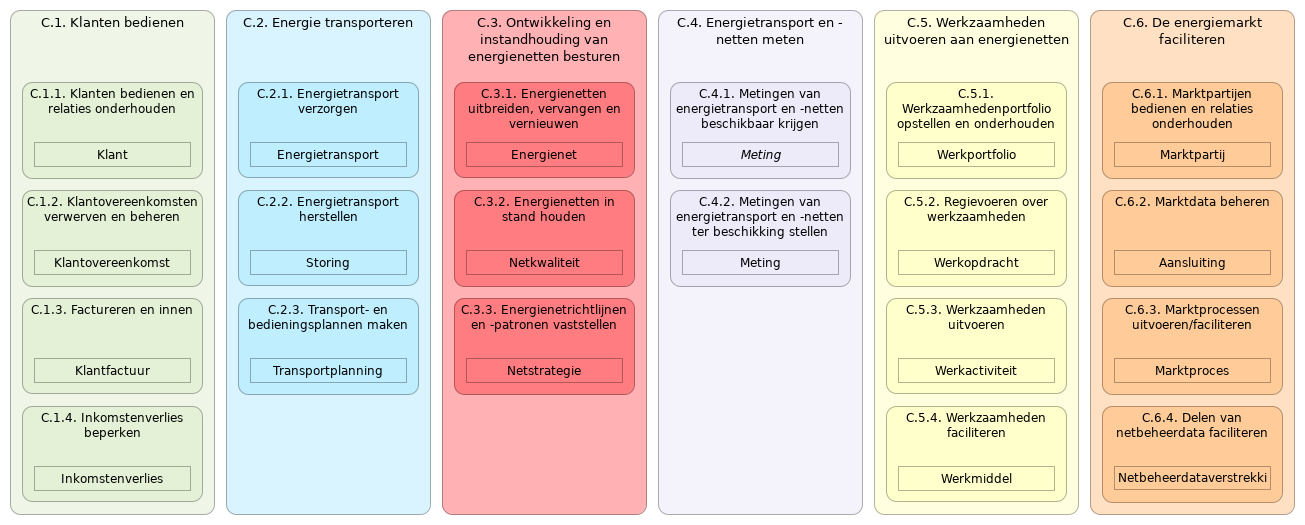 C.1. Klanten bedienen
C.1.1. Klanten bedienen en
relaties onderhouden
Klant
C.1.2. Klantovereenkomsten
verwerven en beheren
Klantovereenkomst
C.1.3. Factureren en innen
Klantfactuur
C.1.4. Inkomstenverlies
beperken
Inkomstenverlies
C.2. Energie transporteren
C.2.1. Energietransport
verzorgen
Energietransport
C.2.2. Energietransport
herstellen
Storing
C.2.3. Transport- en
bedieningsplannen maken
Transportplanning
C.3. Ontwikkeling en
instandhouding van
energienetten besturen
C.3.1. Energienetten
uitbreiden, vervangen en
vernieuwen
Energienet
C.3.2. Energienetten in
stand houden
Netkwaliteit
C.3.3. Energienetrichtlijnen
en -patronen vaststellen
Netstrategie
C.4. Energietransport en -
netten meten
C.4.1. Metingen van
energietransport en -netten
beschikbaar krijgen
Meting
C.4.2. Metingen van
energietransport en -netten
ter beschikking stellen
Meting
C.5. Werkzaamheden
uitvoeren aan energienetten
C.5.1.
Werkzaamhedenportfolio
opstellen en onderhouden
Werkportfolio
C.5.2. Regievoeren over
werkzaamheden
Werkopdracht
C.5.3. Werkzaamheden
uitvoeren
Werkactiviteit
C.5.4. Werkzaamheden
faciliteren
Werkmiddel
C.6. De energiemarkt
faciliteren
C.6.1. Marktpartijen
bedienen en relaties
onderhouden
Marktpartij
C.6.2. Marktdata beheren
Aansluiting
C.6.3. Marktprocessen
uitvoeren/faciliteren
Marktproces
C.6.4. Delen van
netbeheerdata faciliteren
Netbeheerdataverstrekki